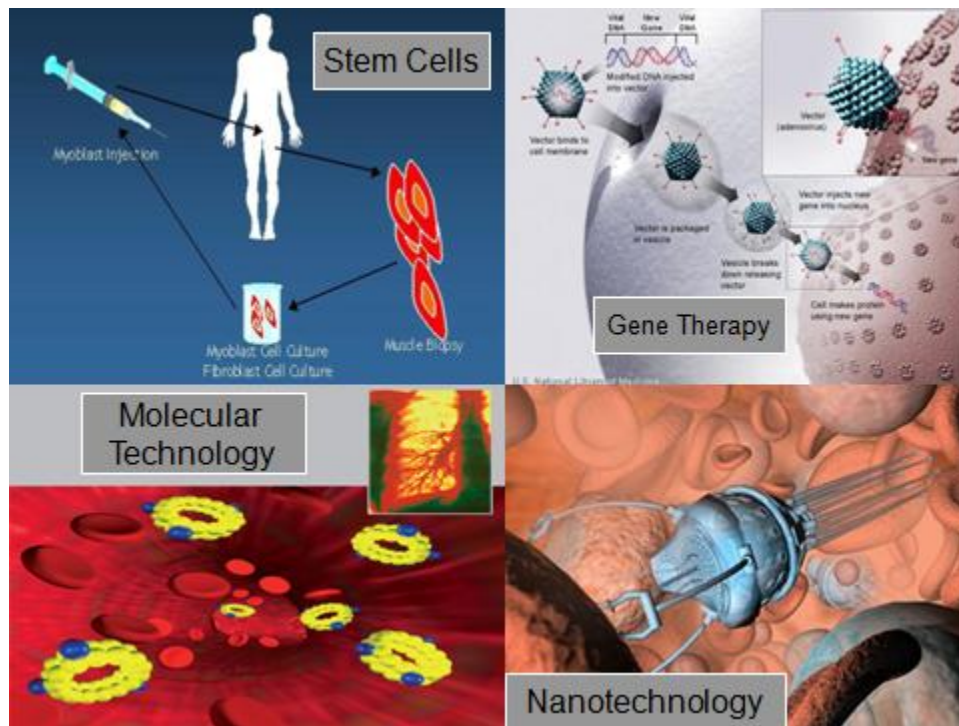 Stem Cells
Myoblast Injection
Muscle Biopsy
Myoblast Cell Culture
Fibroblast Cell Culture
Vital
DNA
New
Gene
Vital
DNA
Modified DNA injected
into vector
Vector binds to
cell membrane
Vector is packaged
in vesicle
Vesicle breaks
down releasing
vector
Vector
(adenovirus)
New gene
Vector injects new
gene into nucleus
Cell makes protein
using new gene
Gene Therapy
U.S. National Library of Medicine
Molecular
Technology
Nanotechnology